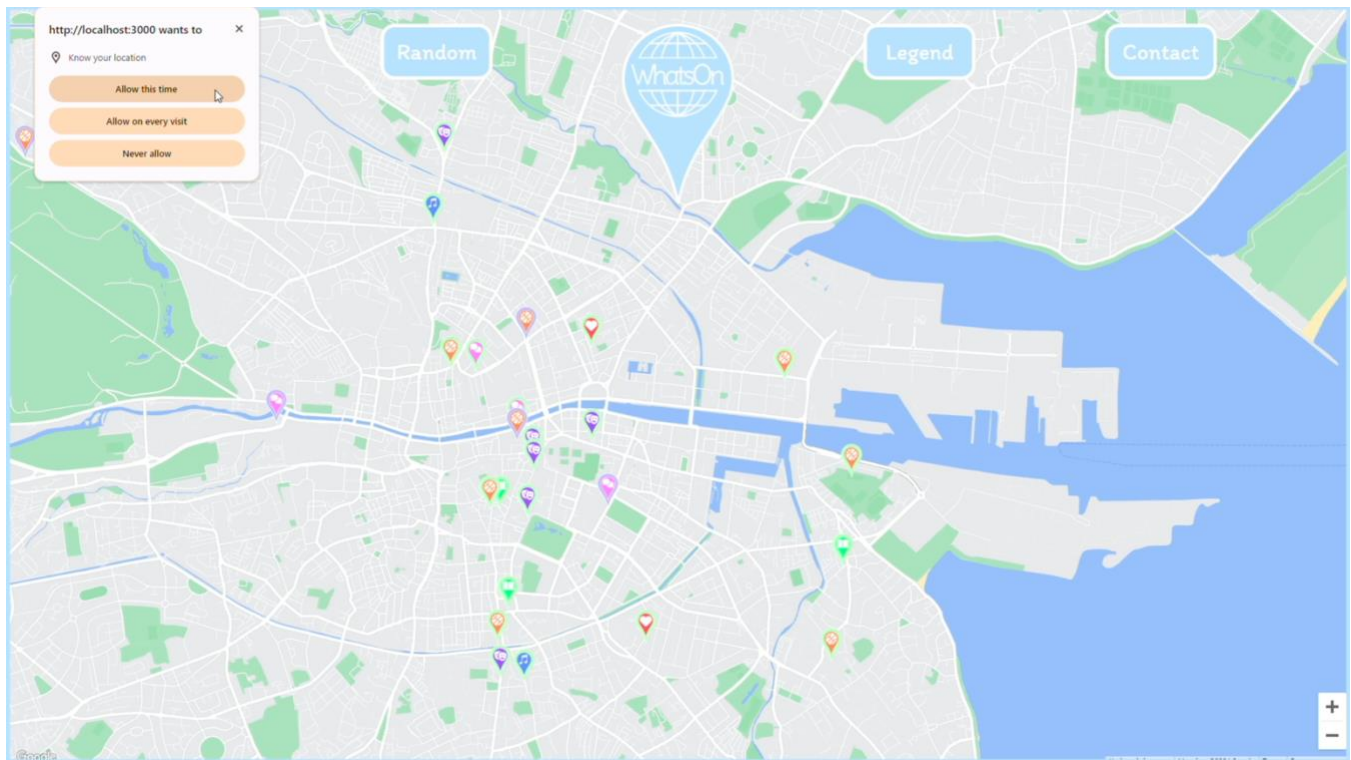 http://localhost:3000 wants to
Know your location
Allow this time
Allow on every visit
Never allow
Random
WhatsOn
Legend
Contact
Google